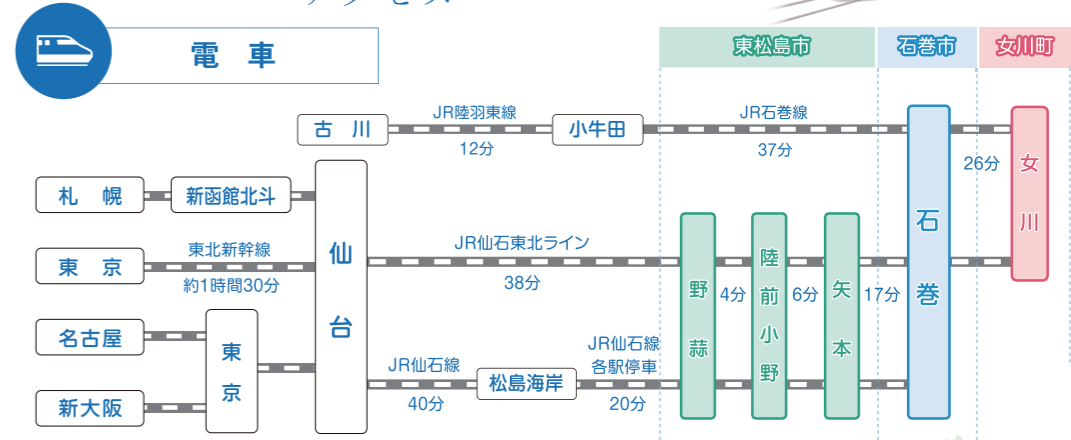 アクセス
電車
東松島市
石巻市
女川町
古川
JR陸羽東線
12分
小牛田
JR石巻線
37分
26分
女川
札幌
新函館北斗
仙台
石巻
東京
東北新幹線
約1時間30分
JR仙石東北ライン
38分
野蒜
4分
陸前小野
6分
矢本
17分
名古屋
東京
新大阪
JR仙石線
40分
松島海岸
JR仙石線
各駅停車
20分